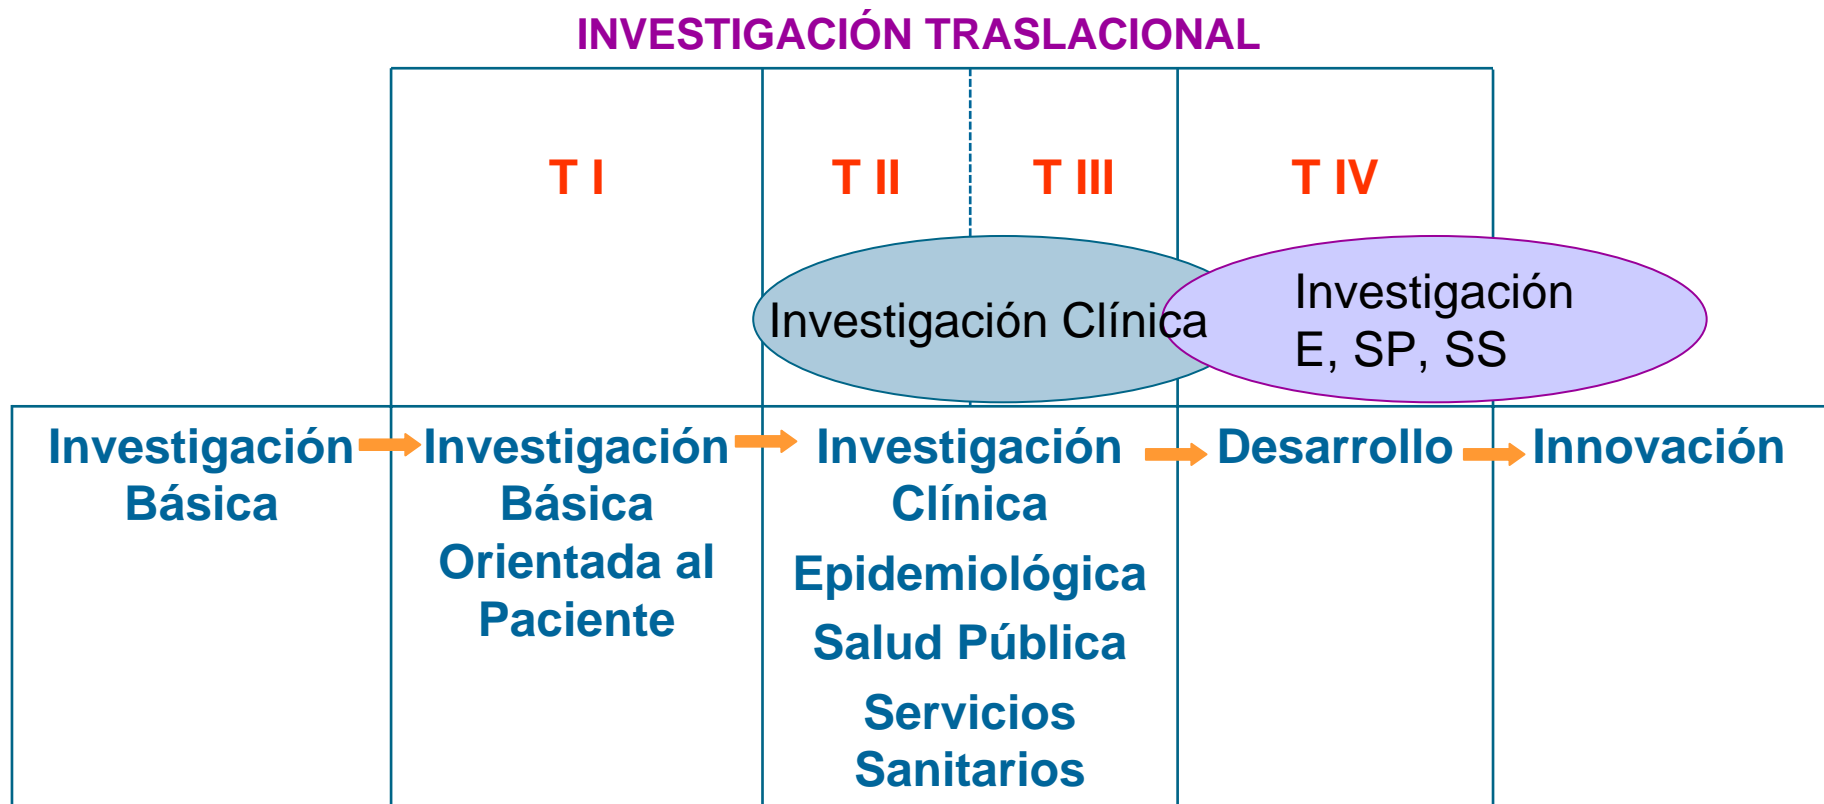 INVESTIGACIÓN TRASLACIONAL
T I
T II
T III
T IV
Investigación Clínica
Investigación
E, SP, SS
Investigación
Básica
Investigación
Básica
Orientada al
Paciente
Investigación
Clínica
Epidemiológica
Salud Pública
Servicios
Sanitarios
Desarrollo
Innovación